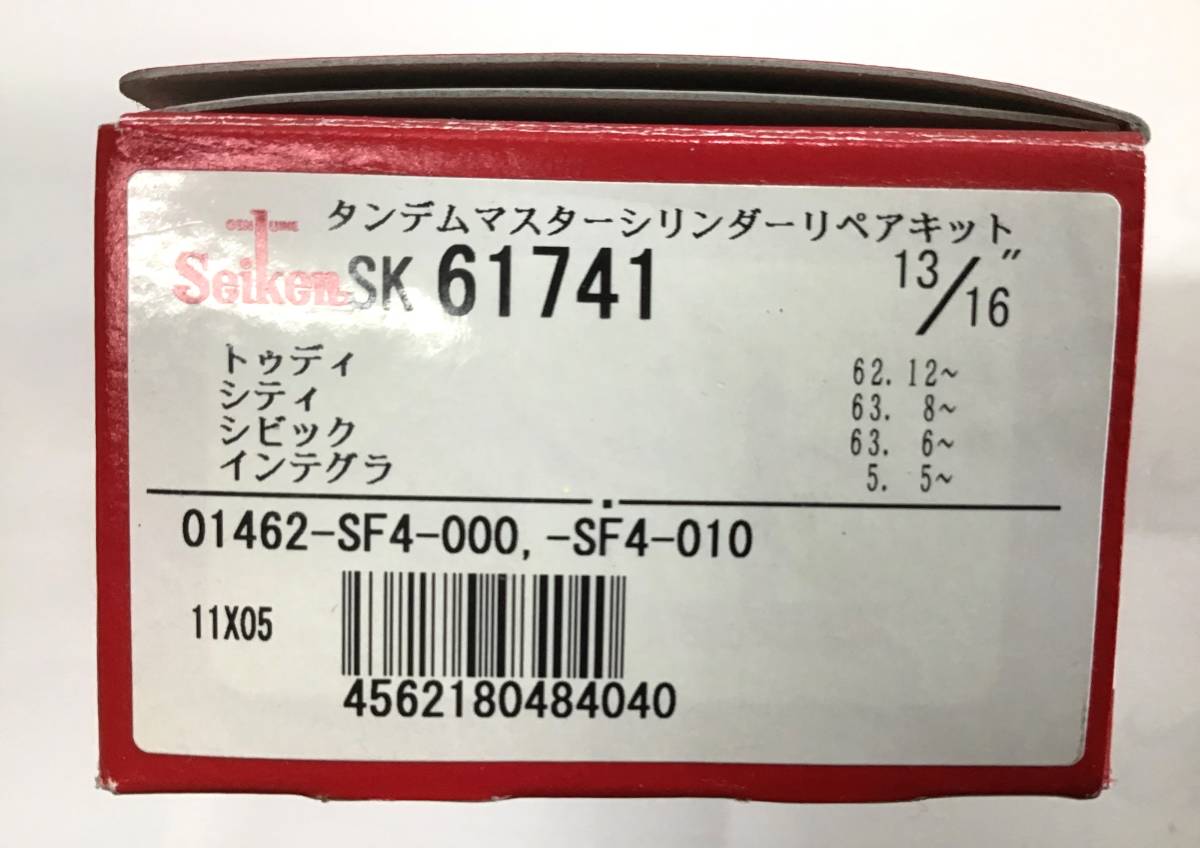 タンデムマスターシリンダーリペアキット
GENUINE
Seiken SK 61741 13/16"
トゥディ 62. 12~
シティ 63. 8~
シビック 63. 6~
インテグラ 5. 5~
01462-SF4-000, -SF4-010
11X05
4562180484040